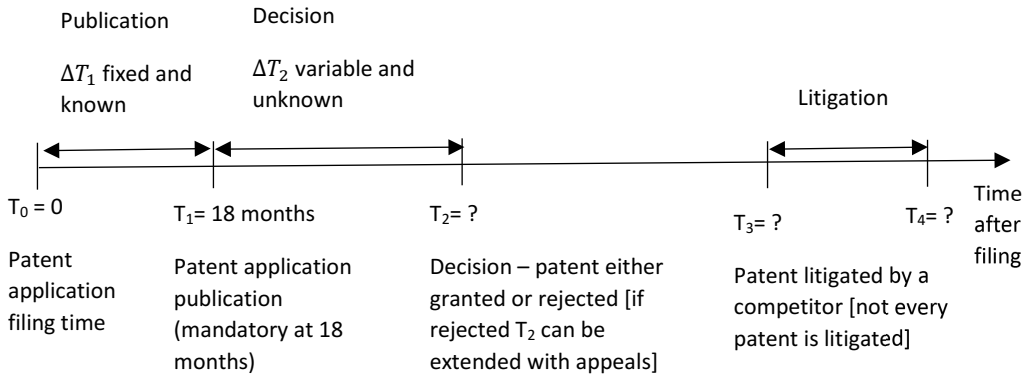 Publication
ΔT₁ fixed and
known
Decision
ΔT₂ variable and
unknown
Litigation
T₀ = 0
T₁= 18 months
T₂= ?
T₃= ?
T₄= ?
Time
after
filing
Patent
application
filing time
Patent application
publication
(mandatory at 18
months)
Decision – patent either
granted or rejected [if
rejected T₂ can be
extended with appeals]
Patent litigated by a
competitor [not every
patent is litigated]